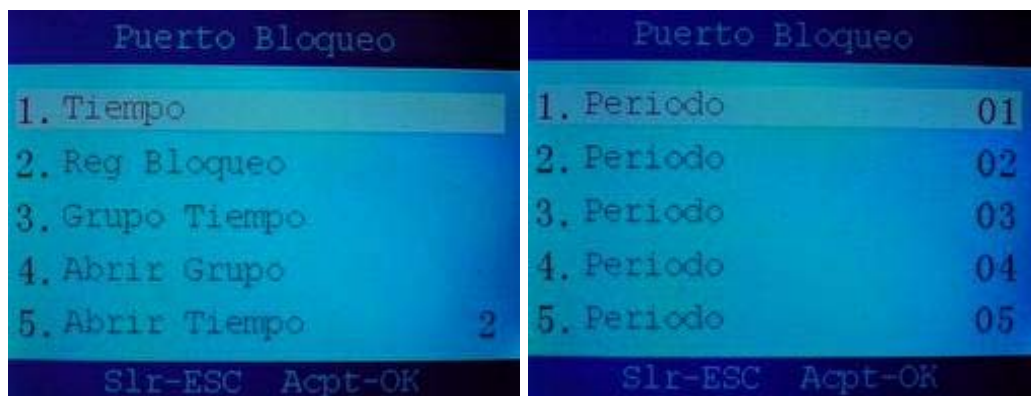 Puerto Bloqueo
1. Tiempo
2. Reg Bloqueo
3. Grupo Tiempo
4. Abrir Grupo
5. Abrir Tiempo 2
Slr-ESC Acpt-OK
Puerto Bloqueo
1. Periodo 01
2. Periodo 02
3. Periodo 03
4. Periodo 04
5. Periodo 05
Slr-ESC Acpt-OK